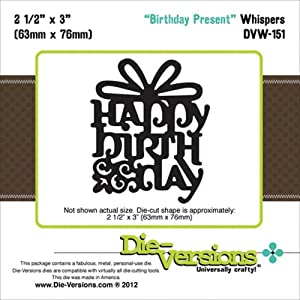 2 1/2" x 3"
(63mm x 76mm)
"Birthday Present" Whispers
DVW-151
HAPPY
BIRTH
DAY
Not shown actual size. Die-cut shape is approximately:
2 1/2" x 3" (63mm x 76mm)
Die-Versions
Universally crafty!
This package contains a fabulous, metal, personal-use die.
Die-Versions dies are compatible with virtually all die-cutting tools.
This die was made in America.
www.Die-Versions.com © 2012